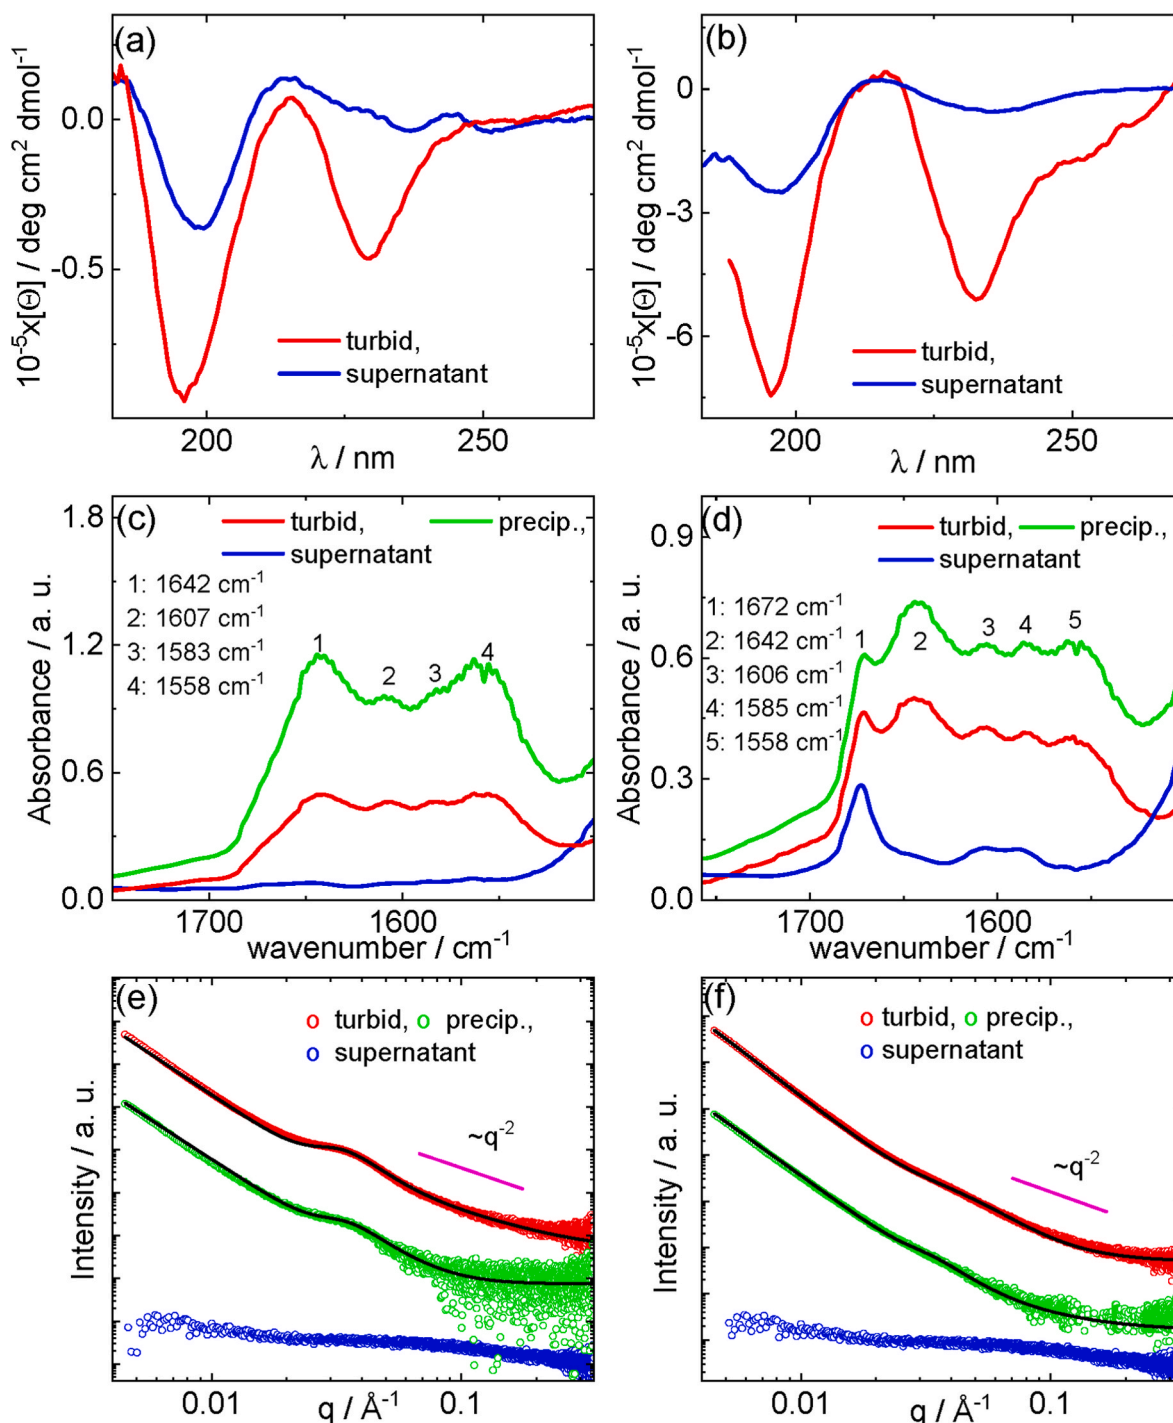 (a)
10⁻⁵x[Θ] / deg cm² dmol⁻¹
0.0
-0.5
turbid,
supernatant
200
250
λ / nm
(b)
10⁻⁵x[Θ] / deg cm² dmol⁻¹
0
-3
-6
turbid,
supernatant
200
250
λ / nm
(c)
Absorbance / a. u.
1.8
1.2
0.6
0.0
turbid,
precip.,
supernatant
1: 1642 cm⁻¹
2: 1607 cm⁻¹
3: 1583 cm⁻¹
4: 1558 cm⁻¹
1
2
3
4
1700
1600
wavenumber / cm⁻¹
(d)
Absorbance / a. u.
0.9
0.6
0.3
0.0
turbid,
precip.,
supernatant
1: 1672 cm⁻¹
2: 1642 cm⁻¹
3: 1606 cm⁻¹
4: 1585 cm⁻¹
5: 1558 cm⁻¹
1
2
3
4
5
1700
1600
wavenumber / cm⁻¹
(e)
Intensity / a. u.
turbid,
precip.,
supernatant
~q⁻²
0.01
0.1
q / Å⁻¹
(f)
Intensity / a. u.
turbid,
precip.,
supernatant
~q⁻²
0.01
0.1
q / Å⁻¹